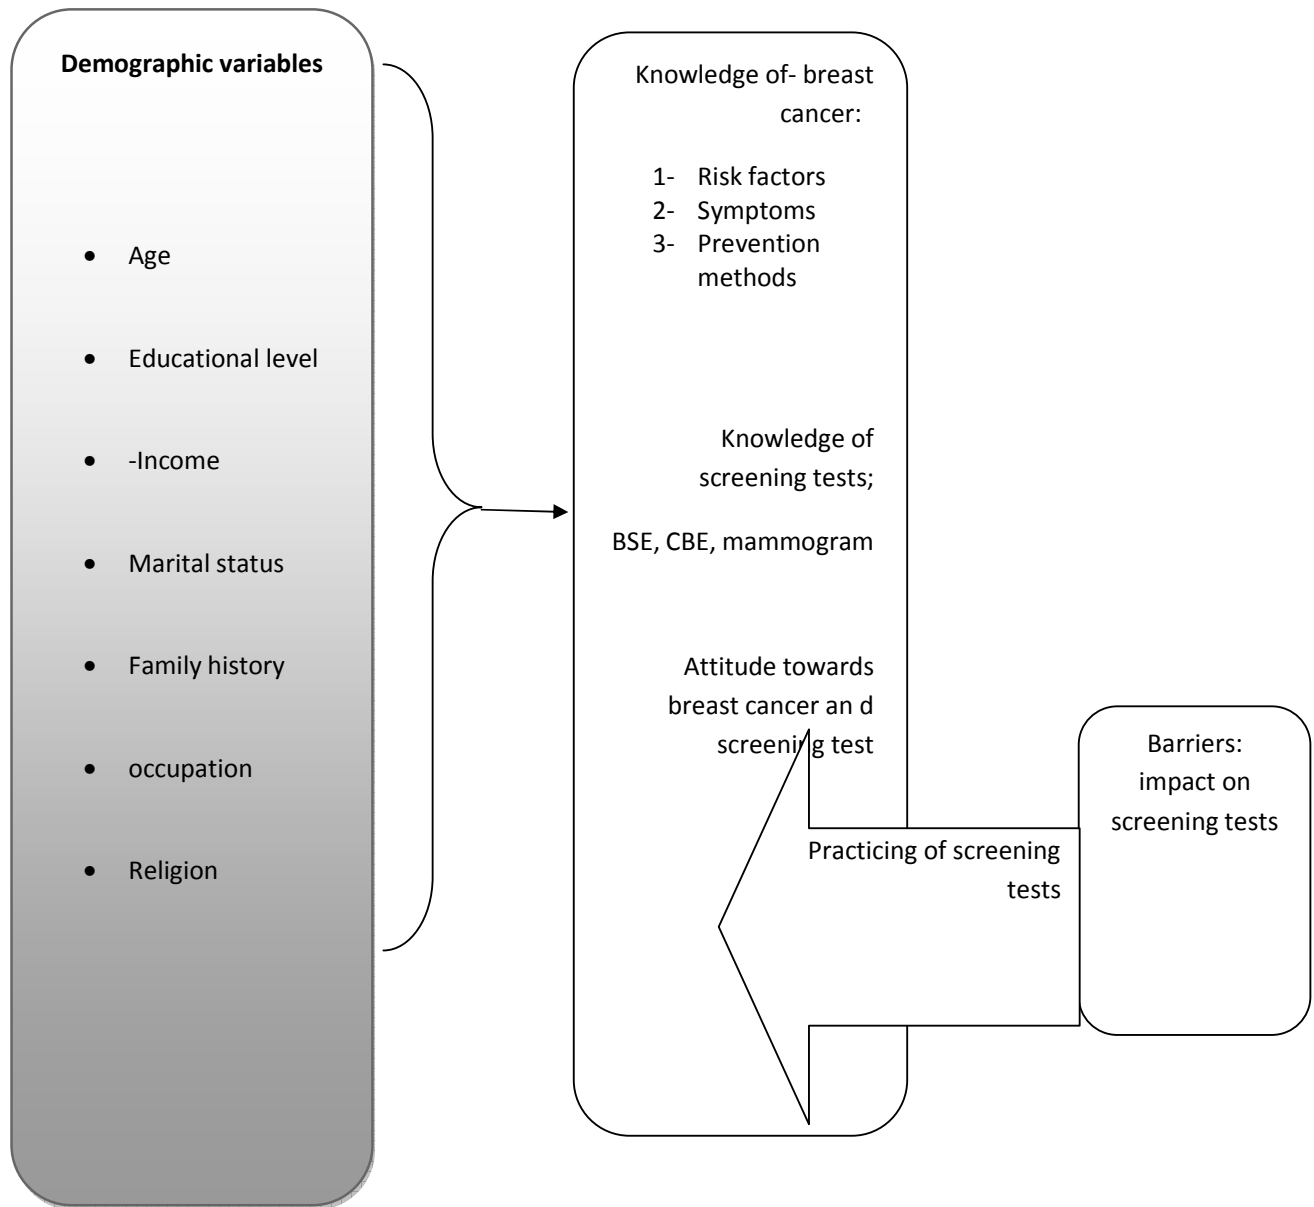 Demographic variables
• Age
• Educational level
• -Income
• Marital status
• Family history
• occupation
• Religion
Knowledge of- breast
cancer:
1- Risk factors
2- Symptoms
3- Prevention
methods
Knowledge of
screening tests;
BSE, CBE, mammogram
Attitude towards
breast cancer an d
screening test
Practicing of screening
tests
Barriers:
impact on
screening tests